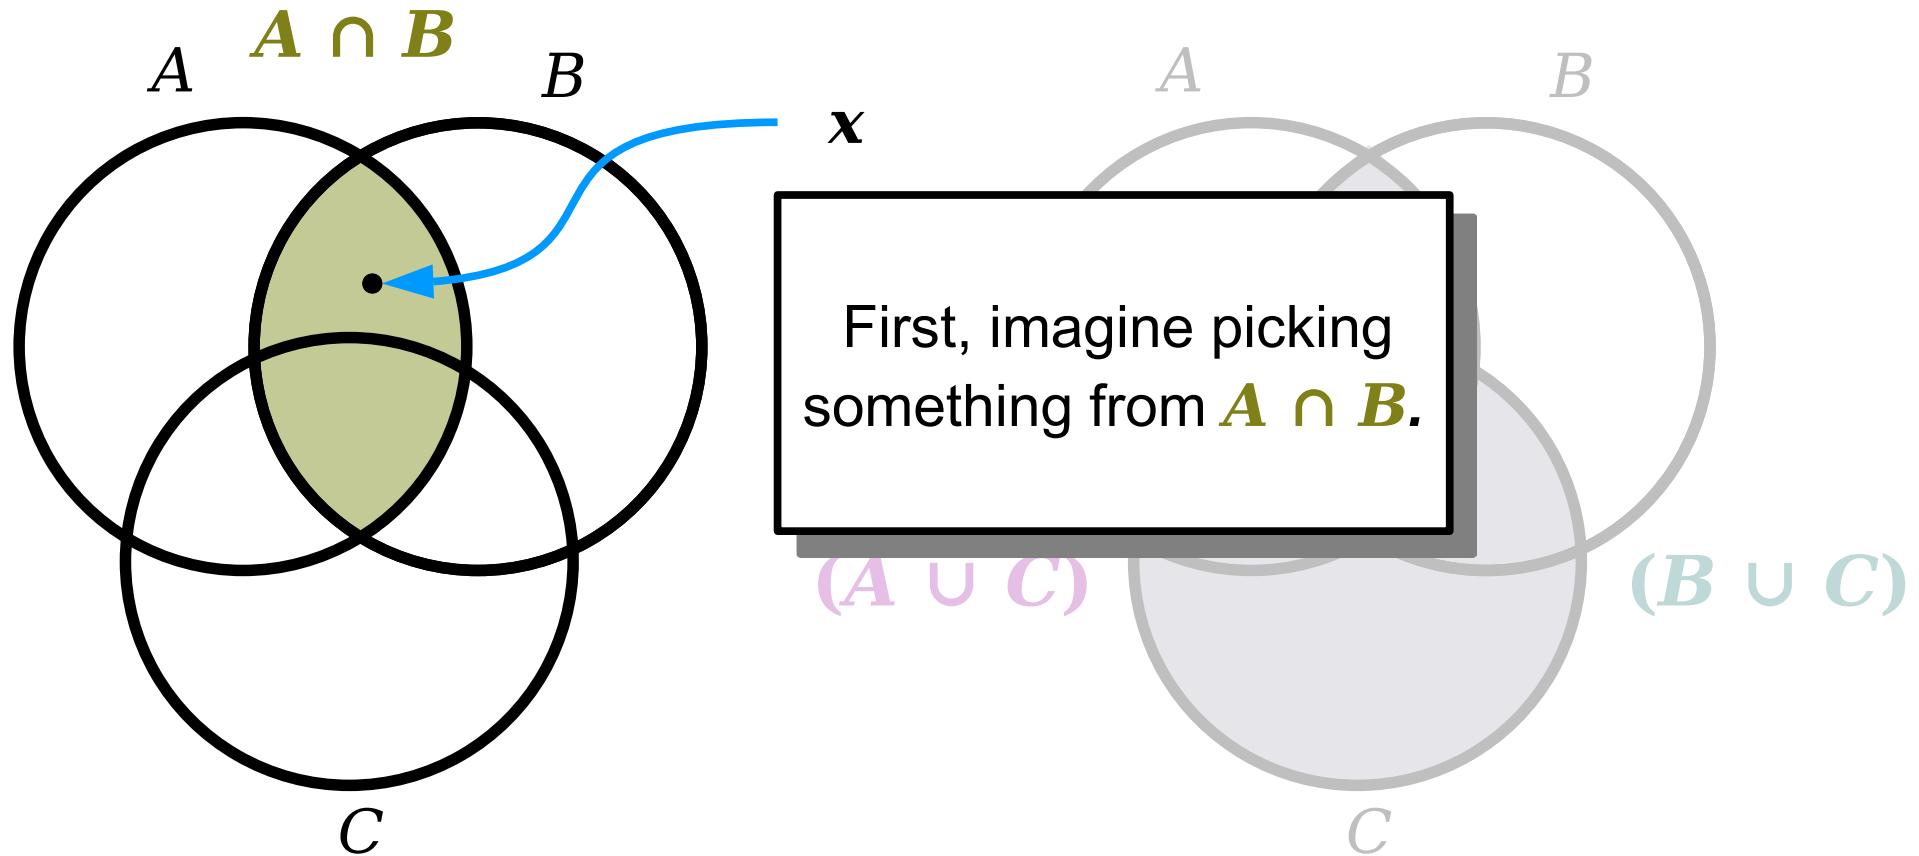 A ∩ B
A
B
x
A
B
First, imagine picking
something from A ∩ B.
(A ∪ C)
(B ∪ C)
C
C